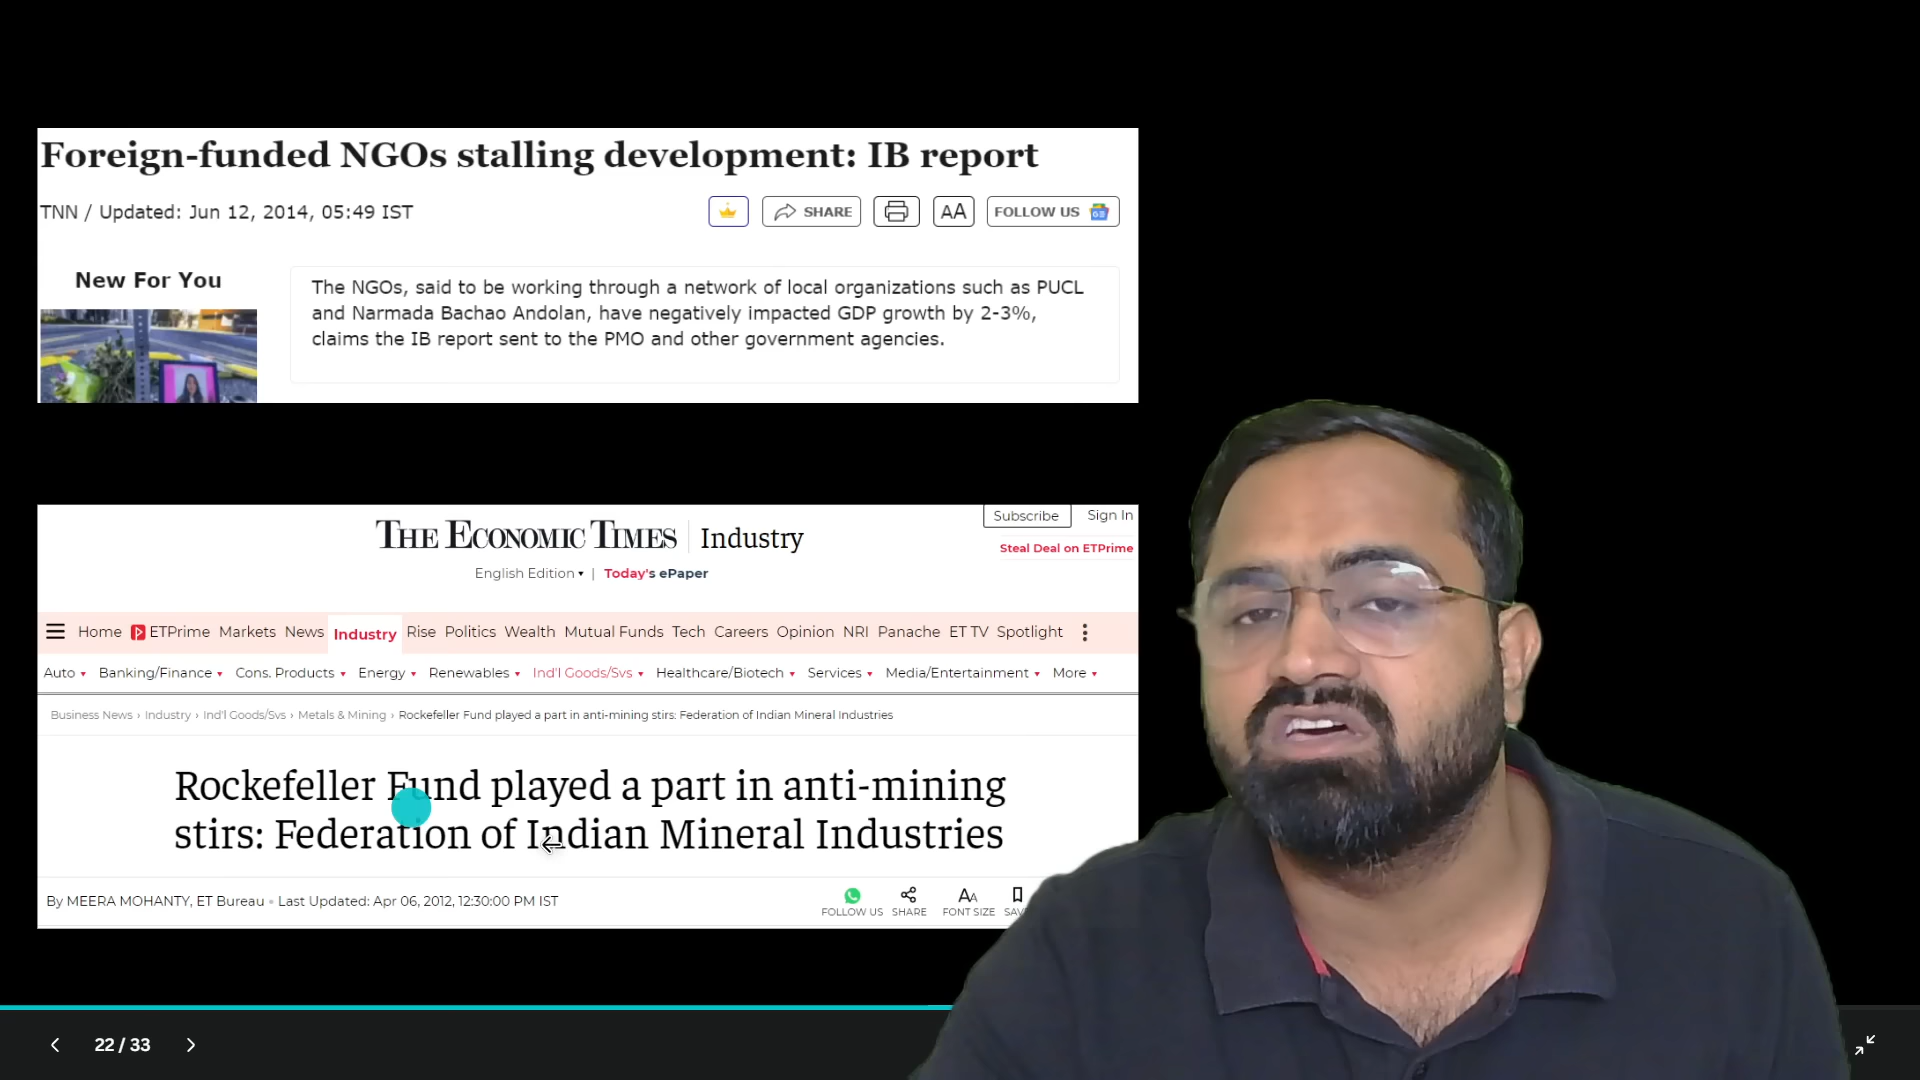 Foreign-funded NGOs stalling development: IB report
TNN / Updated: Jun 12, 2014, 05:49 IST
SHARE
AA
FOLLOW US
New For You
The NGOs, said to be working through a network of local organizations such as PUCL
and Narmada Bachao Andolan, have negatively impacted GDP growth by 2-3%,
claims the IB report sent to the PMO and other government agencies.
Subscribe Sign In
THE ECONOMIC TIMES | Industry
Steal Deal on ETPrime
English Edition ▾ | Today's ePaper
Home ETPrime Markets News Industry Rise Politics Wealth Mutual Funds Tech Careers Opinion NRI Panache ET TV Spotlight
Auto ▾ Banking/Finance ▾ Cons. Products ▾ Energy ▾ Renewables ▾ Ind'l Goods/Svs ▾ Healthcare/Biotech ▾ Services ▾ Media/Entertainment ▾ More ▾
Business News › Industry › Ind'l Goods/Svs › Metals & Mining › Rockefeller Fund played a part in anti-mining stirs: Federation of Indian Mineral Industries
Rockefeller Fund played a part in anti-mining
stirs: Federation of Indian Mineral Industries
By MEERA MOHANTY, ET Bureau • Last Updated: Apr 06, 2012, 12:30:00 PM IST
FOLLOW US SHARE FONT SIZE
22 / 33